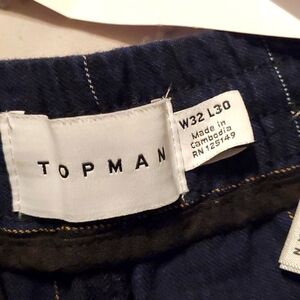 TOPMAN
W32 L30
Made in
Cambodia
RN 125149